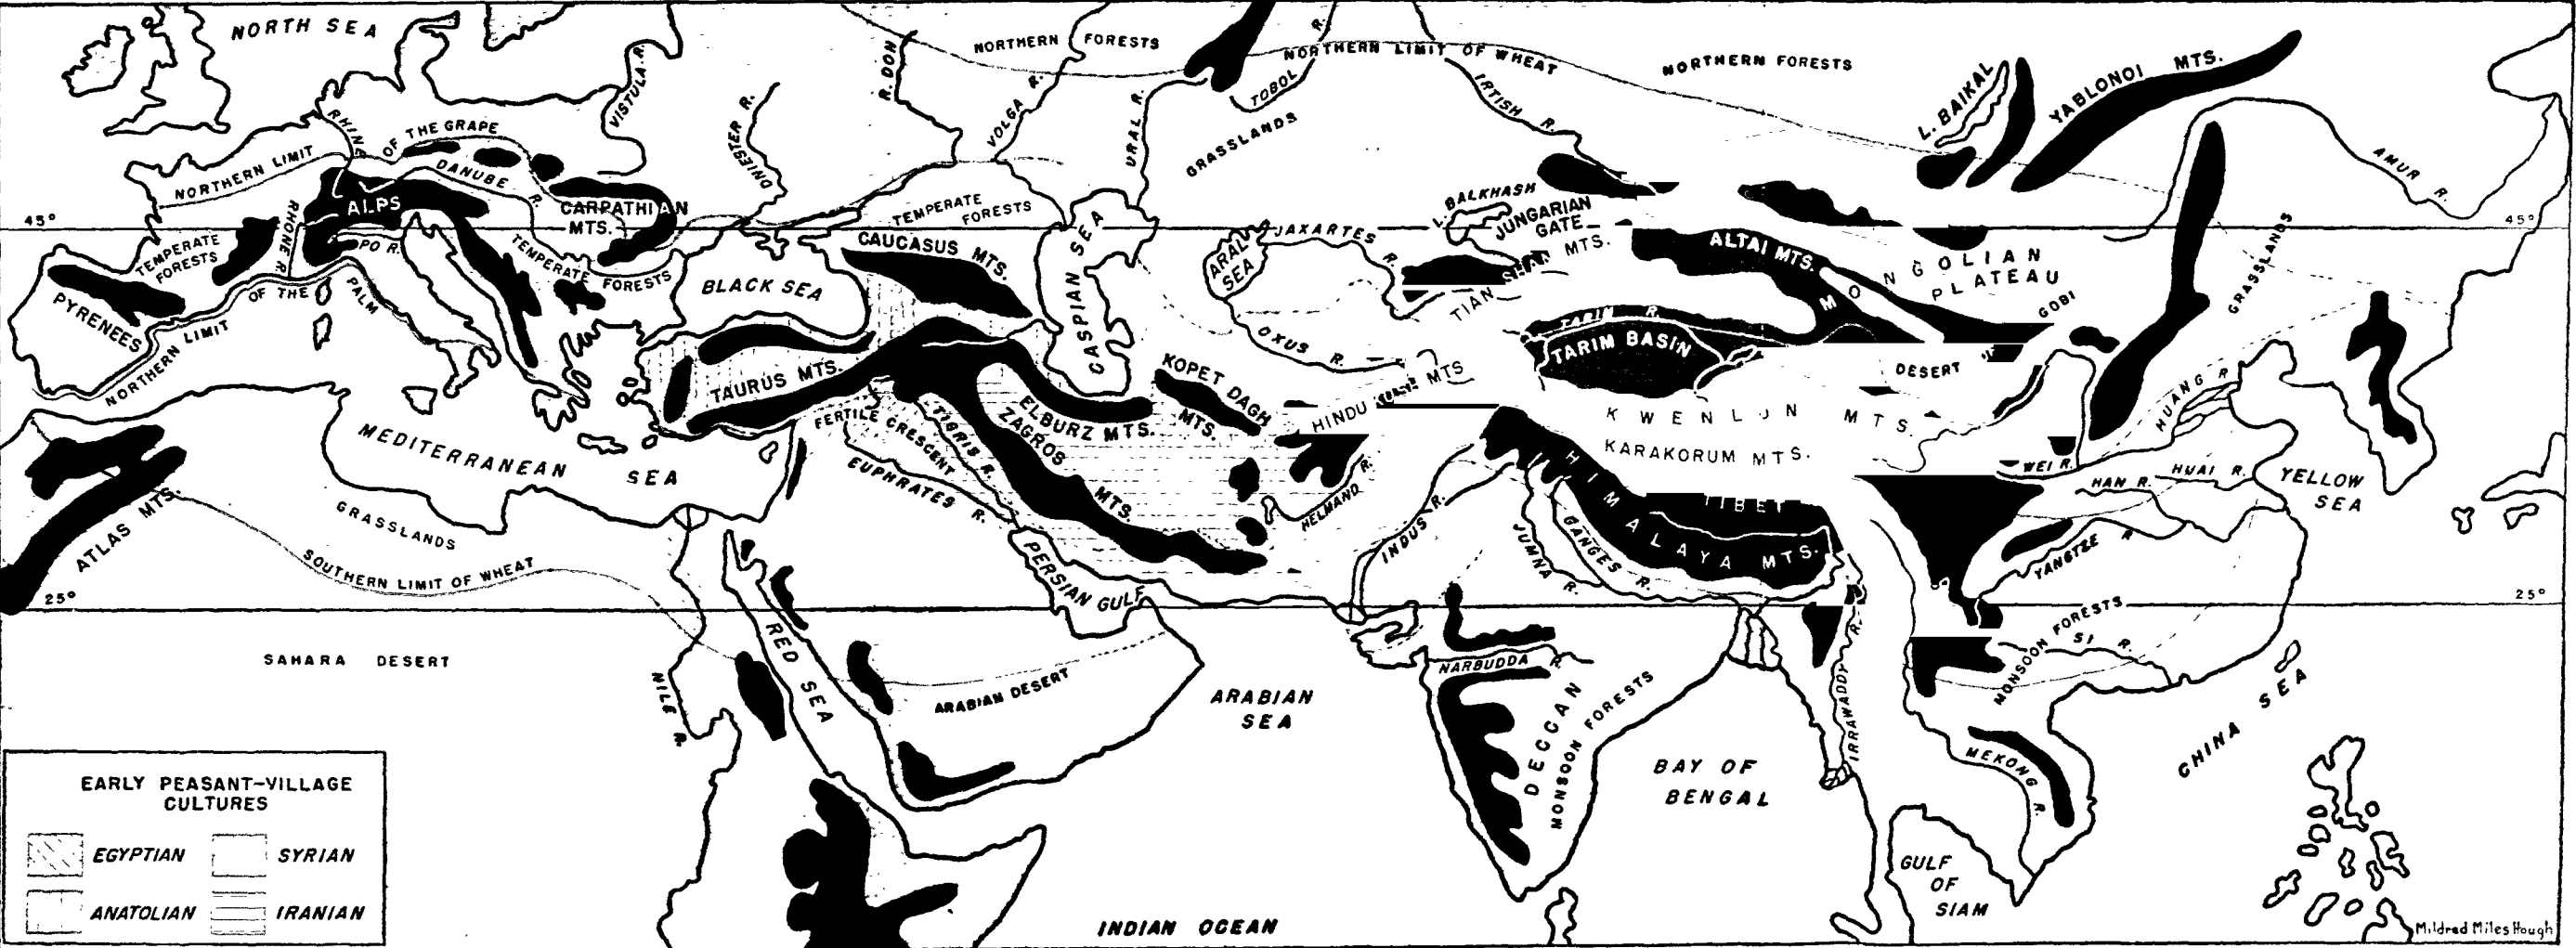 NORTH SEA
NORTHERN FORESTS
NORTHERN LIMIT OF WHEAT
NORTHERN FORESTS
L. BAIKAL
YABLONOI MTS.
VISTULA R.
R. DON
VOLGA R.
URAL R.
TOBOL R.
IRTISH R.
GRASSLANDS
AMUR R.
DNIESTER R.
RHINE
NORTHERN LIMIT OF THE GRAPE
DANUBE R.
CARPATHIAN
MTS.
ALPS
RHONE R.
PO R.
45°
45°
TEMPERATE
FORESTS
TEMPERATE
FORESTS
TEMPERATE
FORESTS
PYRENEES
NORTHERN LIMIT OF THE PALM
BLACK SEA
CAUCASUS MTS.
CASPIAN SEA
ARAL
SEA
JAXARTES R.
L. BALKHASH
JUNGARIAN
GATE
TIAN SHAN MTS.
ALTAI MTS.
MONGOLIAN
PLATEAU
GOBI
DESERT
GRASSLANDS
OXUS R.
TARIM R.
TARIM BASIN
TAURUS MTS.
KOPET DAGH
MTS.
HINDU KUSH MTS
ELBURZ MTS.
ZAGROS
MTS.
FERTILE CRESCENT
TIGRIS R.
EUPHRATES R.
KWENLUN MTS.
KARAKORUM MTS.
HUANG R
WEI R.
HAN R.
HUAI R.
YELLOW
SEA
MEDITERRANEAN SEA
ATLAS MTS.
GRASSLANDS
SOUTHERN LIMIT OF WHEAT
HELMAND R.
INDUS R.
JUMNA R.
GANGES R.
HIMALAYA MTS.
TIBET
YANGTZE R
PERSIAN GULF
25°
25°
SAHARA DESERT
NILE R.
RED SEA
ARABIAN DESERT
ARABIAN
SEA
NARBUDDA R.
DECCAN
MONSOON FORESTS
IRRAWADDY R.
MONSOON FORESTS
SI R.
MEKONG R.
CHINA SEA
BAY OF
BENGAL
GULF
OF
SIAM
INDIAN OCEAN
EARLY PEASANT-VILLAGE
CULTURES
EGYPTIAN
SYRIAN
ANATOLIAN
IRANIAN
Mildred Miles Hough